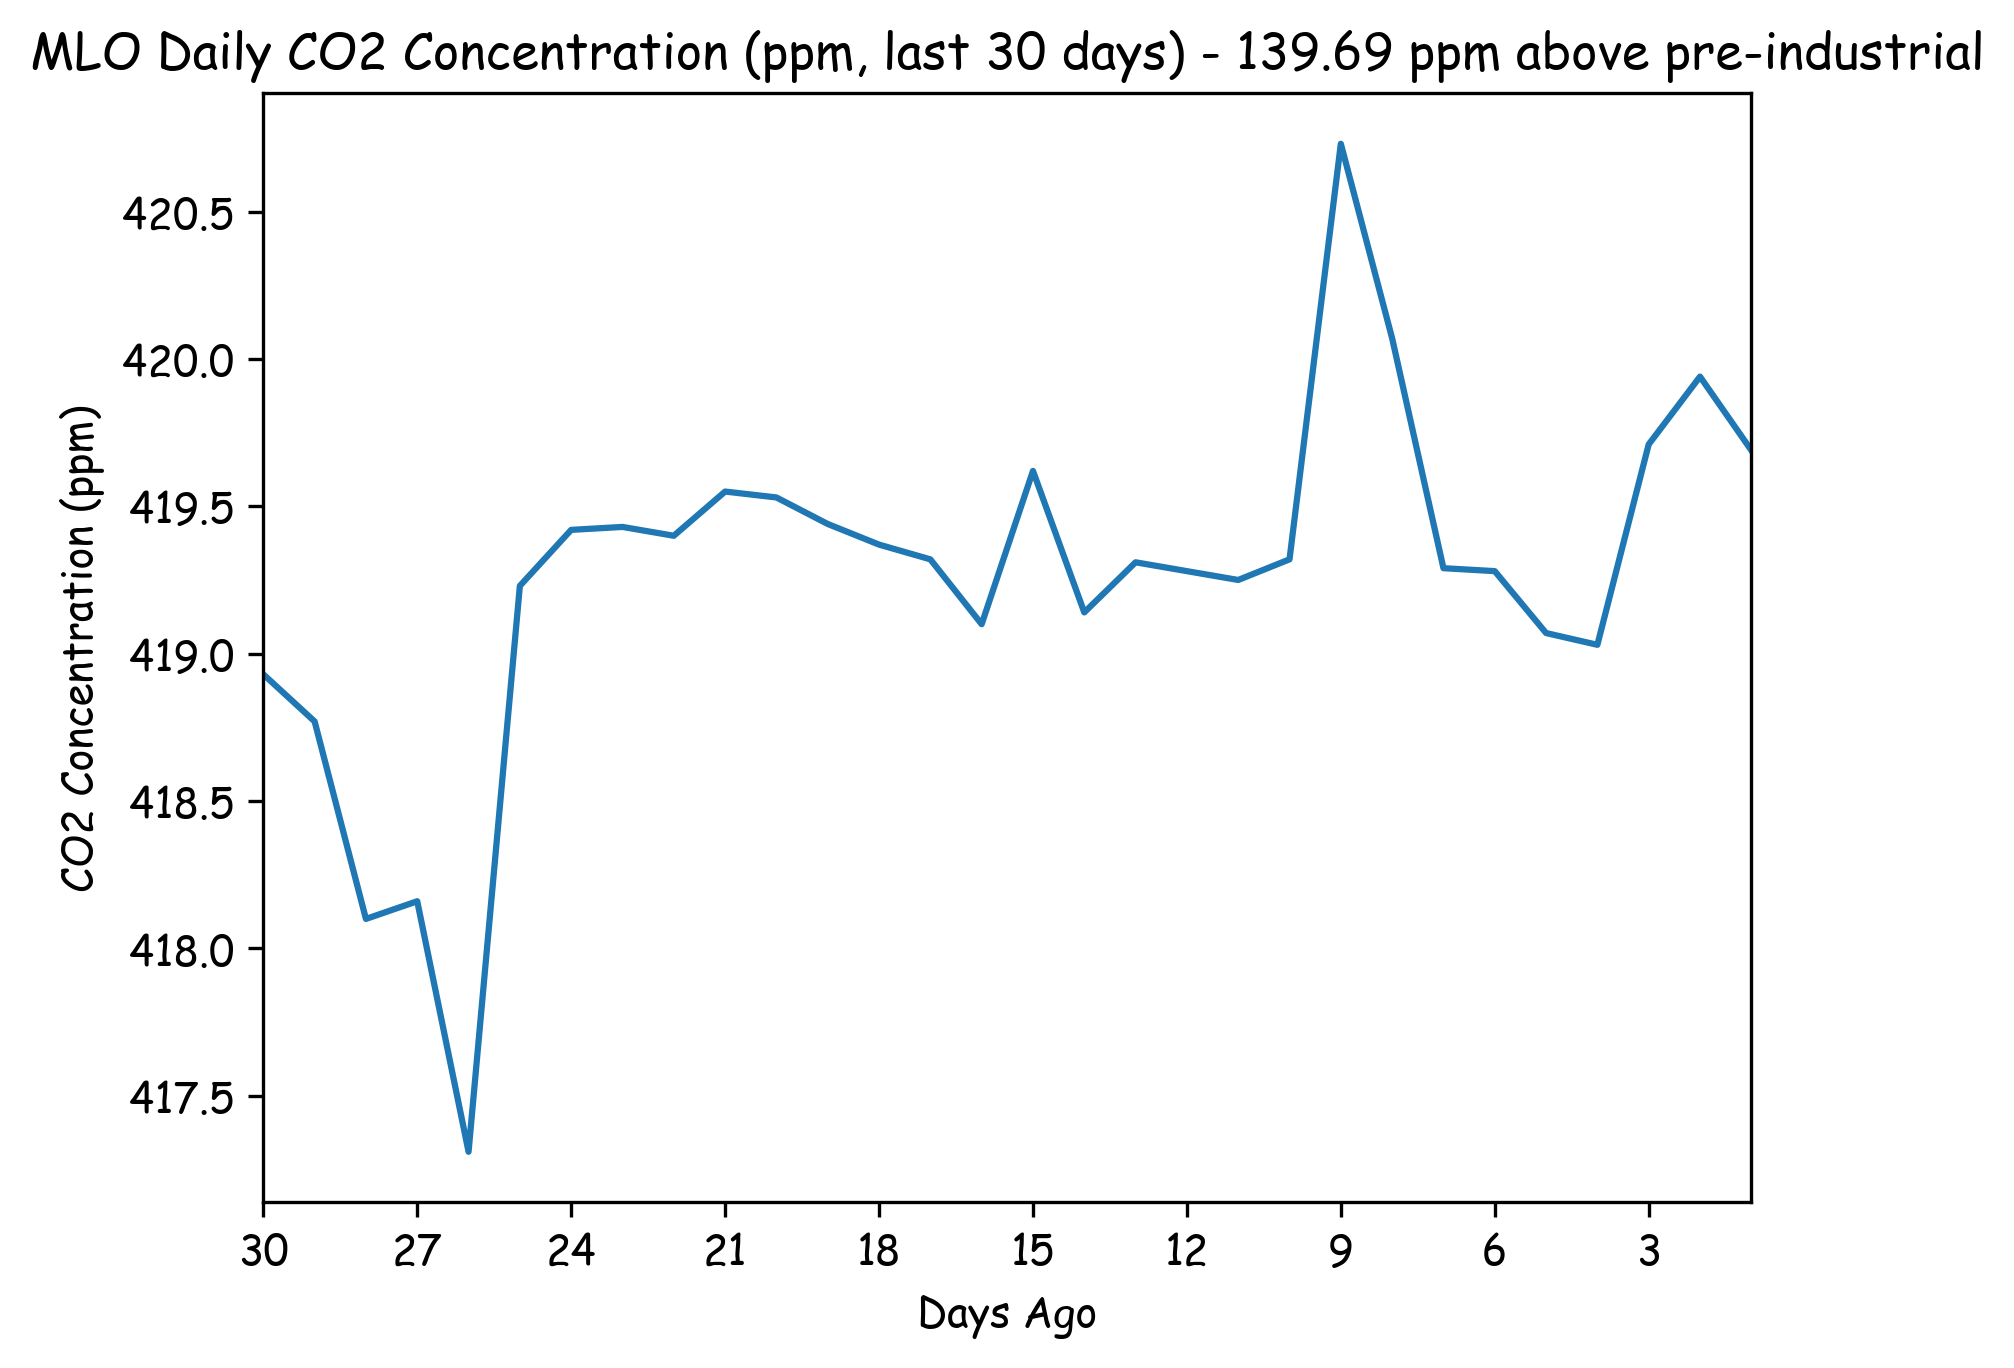 MLO Daily CO2 Concentration (ppm, last 30 days) - 139.69 ppm above pre-industrial
CO2 Concentration (ppm)
420.5
420.0
419.5
419.0
418.5
418.0
417.5
30 27 24 21 18 15 12 9 6 3
Days Ago